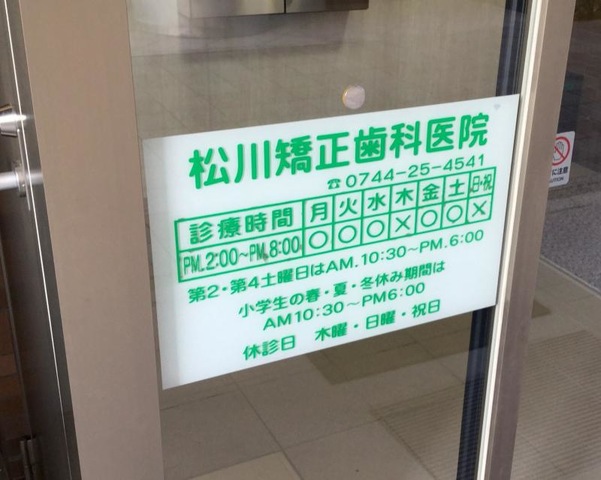 松川矯正歯科医院
☎0744-25-4541
診療時間 月 火 水 木 金 土 日・祝
PM.2:00～PM.8:00 ○ ○ ○ × ○ ○ ×
第2・第4土曜日はAM.10:30～PM.6:00
小学生の春・夏・冬休み期間は
AM10:30～PM6:00
休診日 木曜・日曜・祝日
に注意